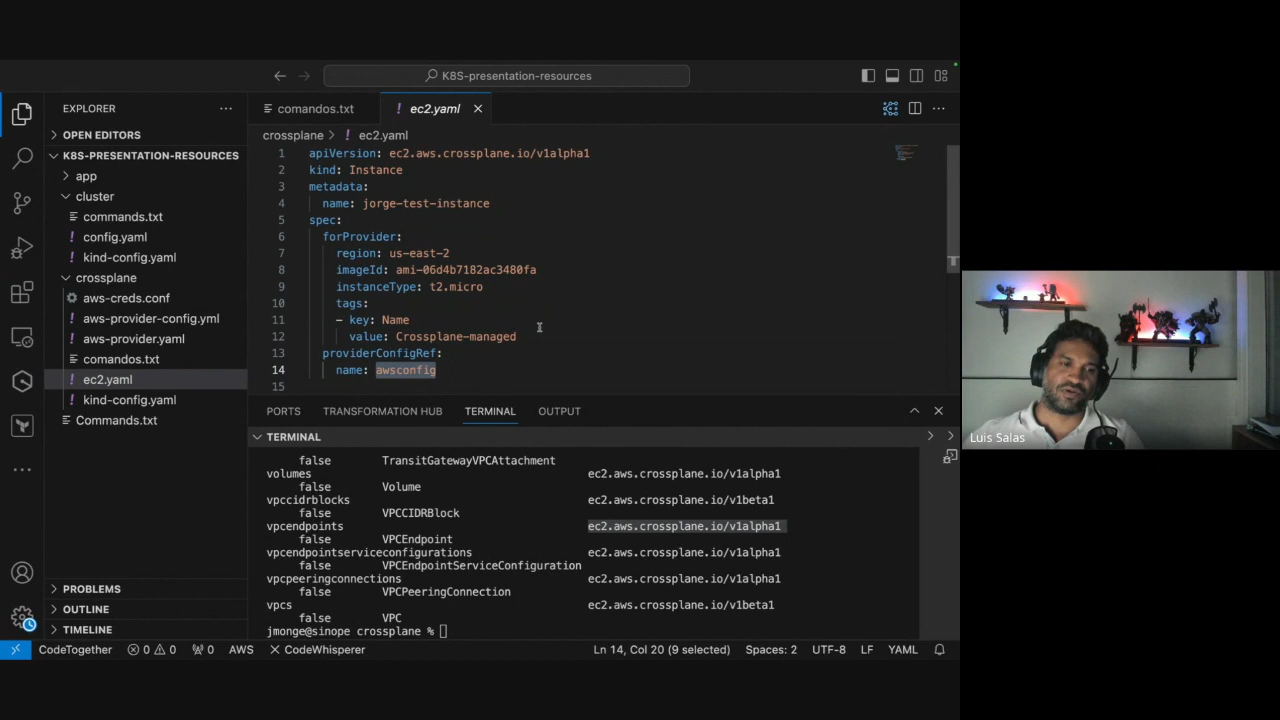 K8S-presentation-resources
EXPLORER
OPEN EDITORS
K8S-PRESENTATION-RESOURCES
app
cluster
commands.txt
config.yaml
kind-config.yaml
crossplane
aws-creds.conf
aws-provider-config.yml
aws-provider.yaml
comandos.txt
ec2.yaml
kind-config.yaml
Commands.txt
PROBLEMS
OUTLINE
TIMELINE
comandos.txt
! ec2.yaml
crossplane > ! ec2.yaml
1 apiVersion: ec2.aws.crossplane.io/v1alpha1
2 kind: Instance
3 metadata:
4 name: jorge-test-instance
5 spec:
6 forProvider:
7 region: us-east-2
8 imageId: ami-06d4b7182ac3480fa
9 instanceType: t2.micro
10 tags:
11 - key: Name
12 value: Crossplane-managed
13 providerConfigRef:
14 name: awsconfig
15
PORTS TRANSFORMATION HUB TERMINAL OUTPUT
TERMINAL
false TransitGatewayVPCAttachment
volumes ec2.aws.crossplane.io/v1alpha1
false Volume
vpccidrblocks ec2.aws.crossplane.io/v1beta1
false VPCCIDRBlock
vpcendpoints ec2.aws.crossplane.io/v1alpha1
false VPCEndpoint
vpcendpointserviceconfigurations ec2.aws.crossplane.io/v1alpha1
false VPCEndpointServiceConfiguration
vpcpeeringconnections ec2.aws.crossplane.io/v1alpha1
false VPCPeeringConnection
vpcs ec2.aws.crossplane.io/v1beta1
false VPC
jmonge@sinope crossplane %
CodeTogether 0 0 0 AWS CodeWhisperer Ln 14, Col 20 (9 selected) Spaces: 2 UTF-8 LF YAML
Luis Salas